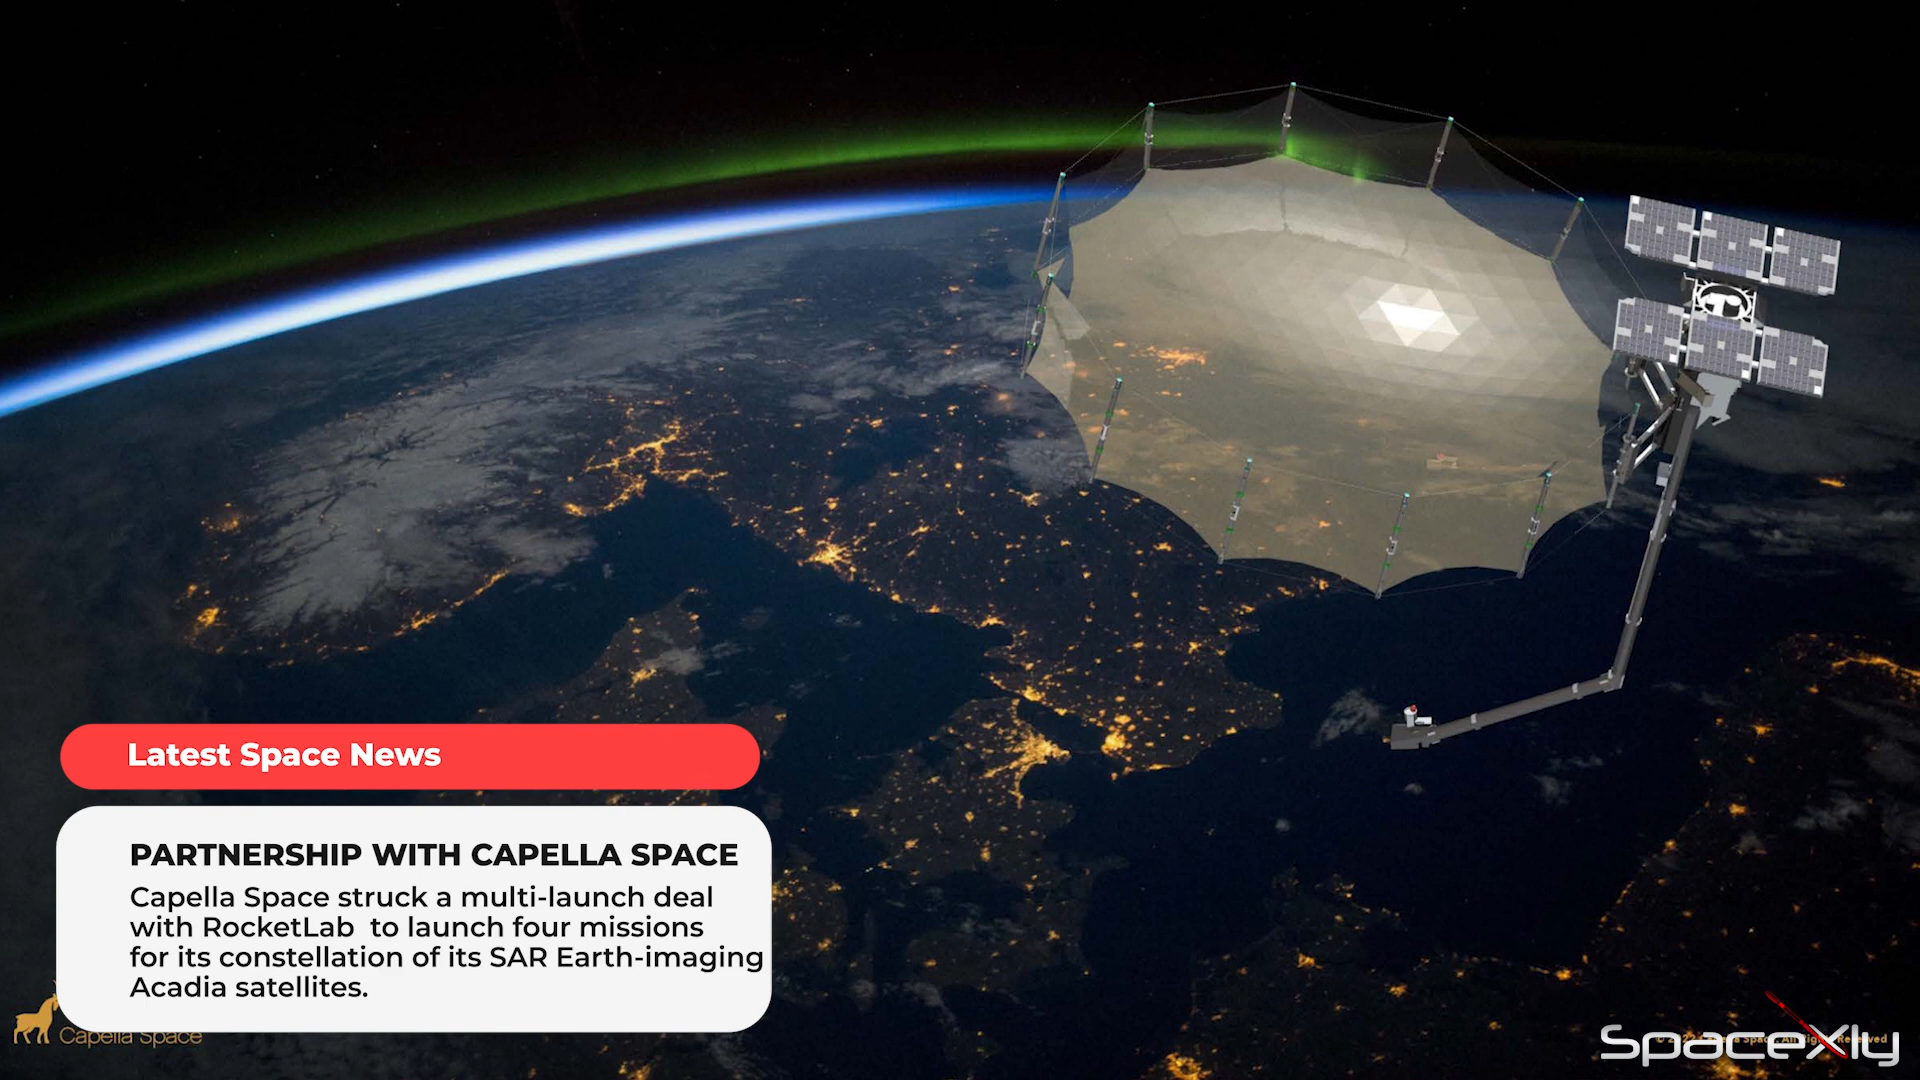 Latest Space News
PARTNERSHIP WITH CAPELLA SPACE
Capella Space struck a multi-launch deal
with RocketLab  to launch four missions
for its constellation of its SAR Earth-imaging
Acadia satellites.
Capella Space
SpaceXly